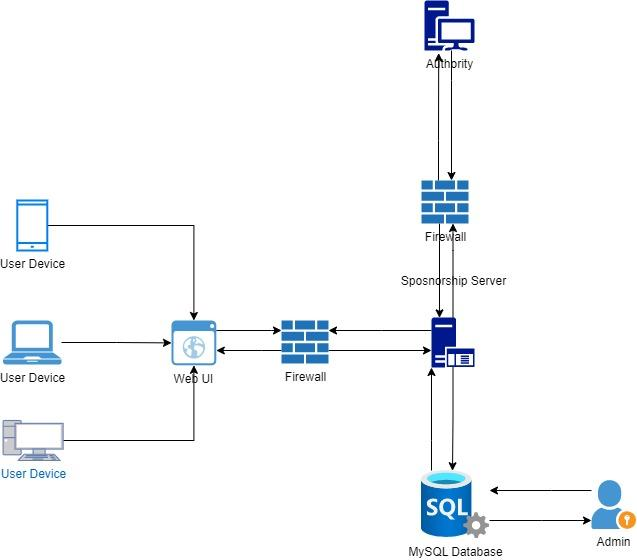 Authority
Firewall
User Device
Sposnorship Server
User Device
Web UI
Firewall
User Device
SQL
MySQL Database
Admin